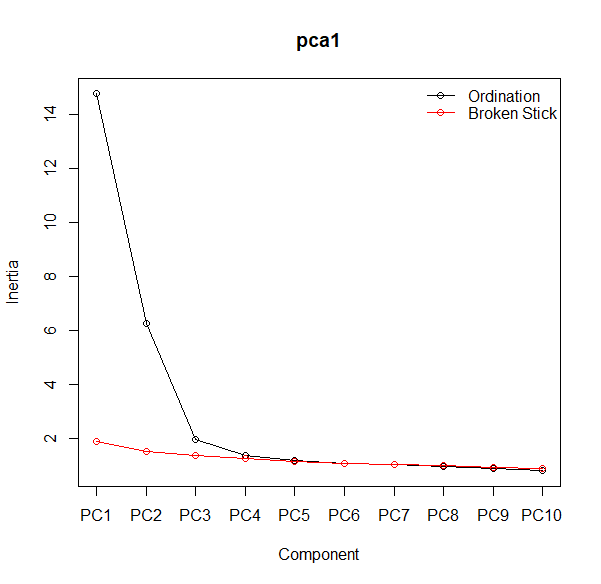 pca1
Ordination
Broken Stick
14
12
10
8
6
4
2
Inertia
PC1 PC2 PC3 PC4 PC5 PC6 PC7 PC8 PC9 PC10
Component